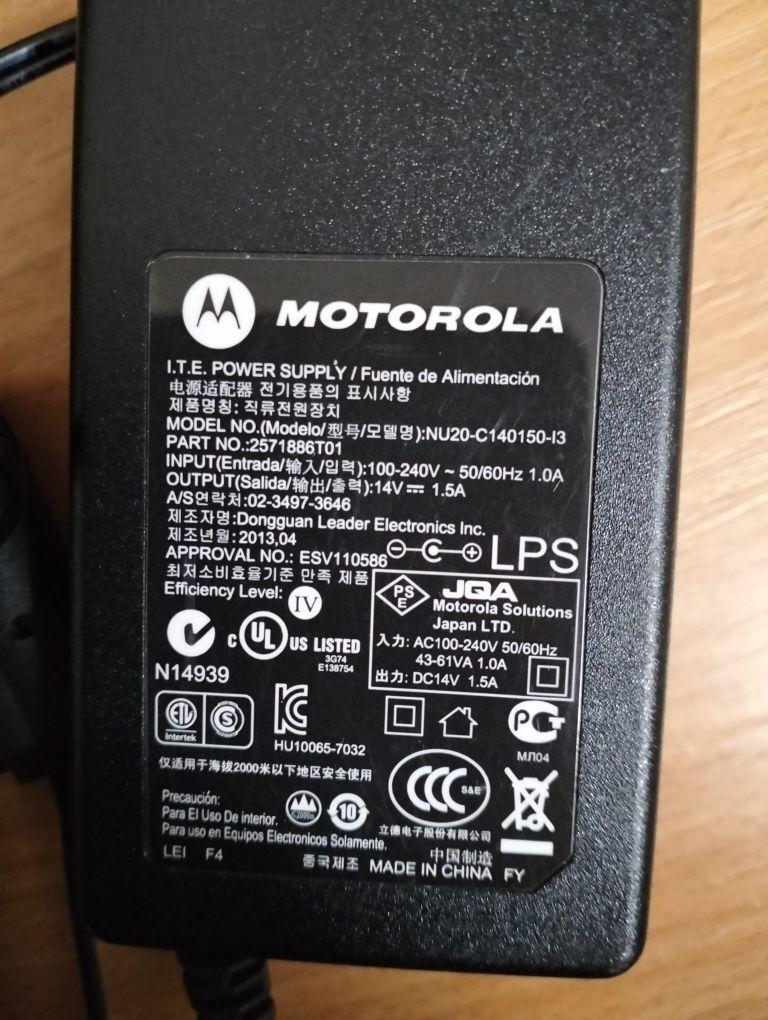 MOTOROLA
I.T.E. POWER SUPPLY / Fuente de Alimentación
电源适配器 전기용품의 표시사항
제품명칭: 직류전원장치
MODEL NO.(Modelo/型号/모델명):NU20-C140150-I3
PART NO.:2571886T01
INPUT(Entrada/输入/입력):100-240V ~ 50/60Hz 1.0A
OUTPUT(Salida/输出/출력):14V⎓ 1.5A
A/S연락처:02-3497-3646
제조자명:Dongguan Leader Electronics Inc.
제조년월:2013,04
APPROVAL NO.: ESV110586
LPS
최저소비효율기준 만족 제품
Efficiency Level: IV
PS E
JQA
Motorola Solutions
Japan LTD.
入力: AC100-240V 50/60Hz
43-61VA 1.0A
出力: DC14V 1.5A
c UL US LISTED
3G74
E138754
N14939
ETL
Intertek
S
KC
HU10065-7032
PCT
МЛ04
仅适用于海拔2000米以下地区安全使用
CCC S&E
Precaución:
Para El Uso De interior.
Para uso en Equipos Electronicos Solamente.
10
立德电子股份有限公司
LEI F4
中国制造
중국제조 MADE IN CHINA FY